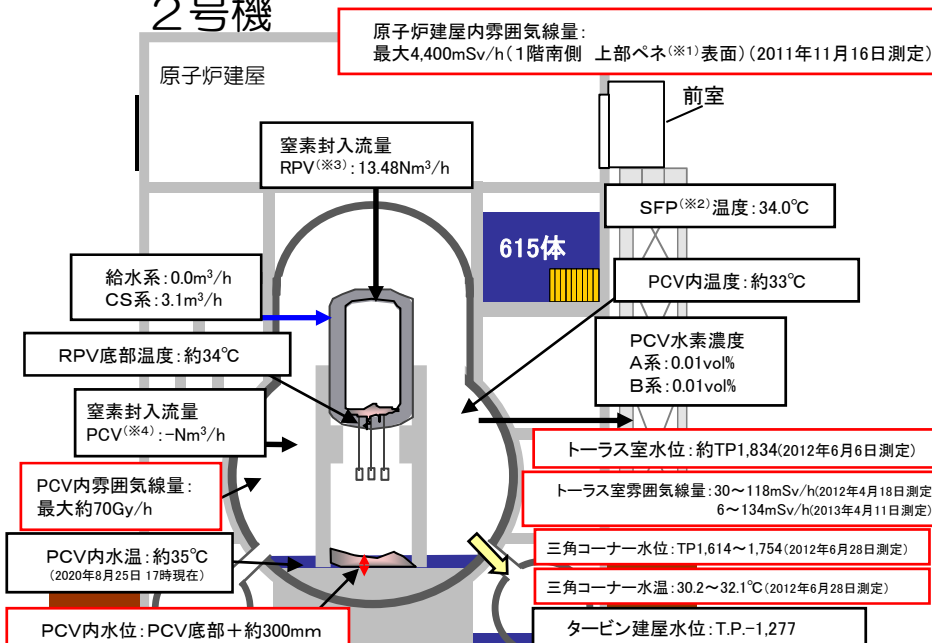 ２号機
原子炉建屋内雰囲気線量：
最大4,400mSv/h（1階南側　上部ペネ(※1)表面）（2011年11月16日測定）
原子炉建屋
前室
窒素封入流量
RPV(※3)：13.48Nm³/h
SFP(※2)温度：34.0℃
615体
給水系：0.0m³/h
CS系：3.1m³/h
PCV内温度：約33℃
RPV底部温度：約34℃
PCV水素濃度
A系：0.01vol%
B系：0.01vol%
窒素封入流量
PCV(※4)：-Nm³/h
トーラス室水位：約TP1,834(2012年6月6日測定)
PCV内雰囲気線量：
最大約70Gy/h
トーラス室雰囲気線量：30～118mSv/h(2012年4月18日測定
6～134mSv/h(2013年4月11日測定)
PCV内水温：約35℃
(2020年8月25日 17時現在)
三角コーナー水位：TP1,614～1,754(2012年6月28日測定)
三角コーナー水温：30.2～32.1℃(2012年6月28日測定)
PCV内水位：PCV底部＋約300mm
タービン建屋水位：T.P.-1,277